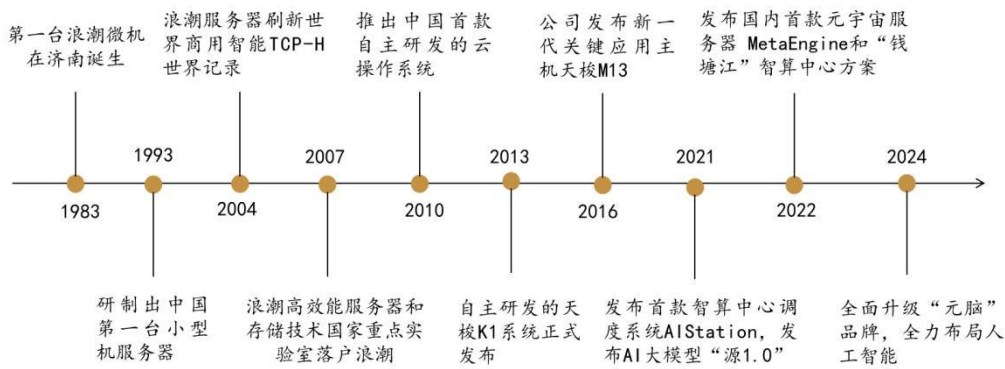 第一台浪潮微机
在济南诞生
浪潮服务器刷新世
界商用智能TCP-H
世界记录
推出中国首款
自主研发的云
操作系统
公司发布新一
代关键应用主
机天梭M13
发布国内首款元宇宙服
务器 MetaEngine和“钱
塘江”智算中心方案
1993
2007
2013
2021
2024
1983
2004
2010
2016
2022
研制出中国
第一台小型
机服务器
浪潮高效能服务器和
存储技术国家重点实
验室落户浪潮
自主研发的天
梭K1系统正式
发布
发布首款智算中心调
度系统AIStation，发
布AI大模型“源1.0”
全面升级“元脑”
品牌，全力布局人
工智能